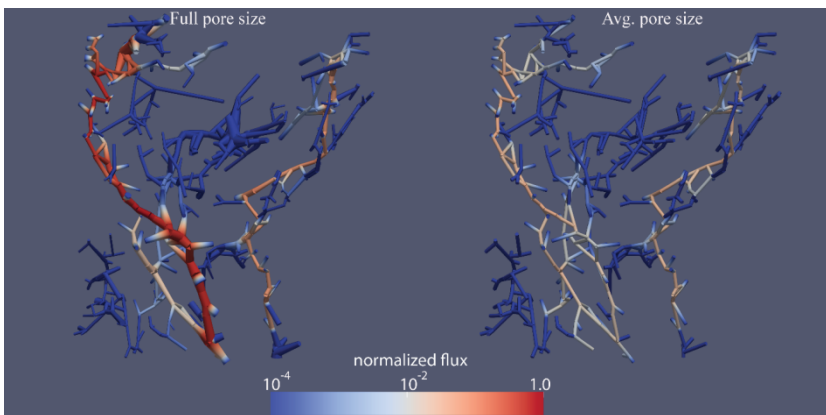 Full pore size
Avg. pore size
normalized flux
10⁻⁴
10⁻²
1.0